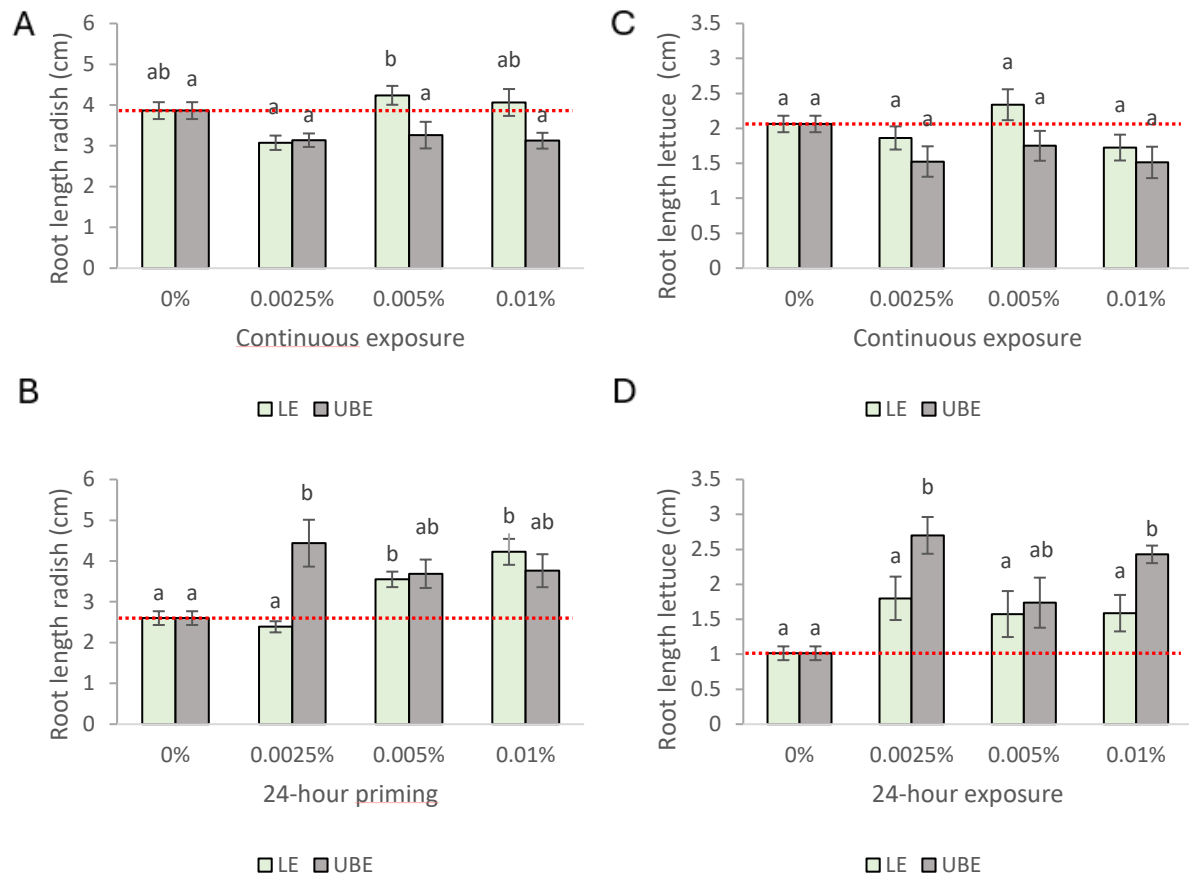 A
Root length radish (cm)
6
5
4
3
2
1
0
ab
a
a
a
b
a
ab
a
0%
0.0025%
0.005%
0.01%
Continuous exposure
LE
UBE
B
Root length radish (cm)
6
5
4
3
2
1
0
a
a
a
b
b
ab
b
ab
0%
0.0025%
0.005%
0.01%
24-hour priming
LE
UBE
C
Root length lettuce (cm)
3.5
3
2.5
2
1.5
1
0.5
0
a
a
a
a
a
a
a
a
0%
0.0025%
0.005%
0.01%
Continuous exposure
LE
UBE
D
Root length lettuce (cm)
3.5
3
2.5
2
1.5
1
0.5
0
a
a
a
b
a
ab
a
b
0%
0.0025%
0.005%
0.01%
24-hour exposure
LE
UBE